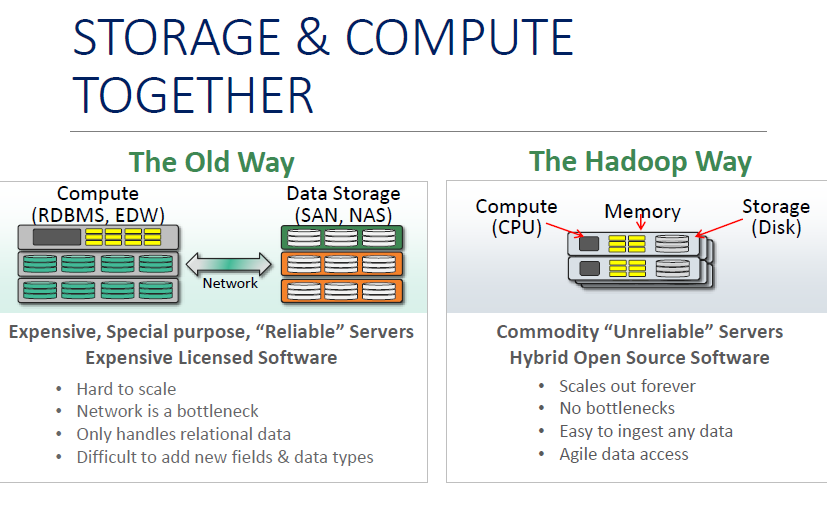 STORAGE & COMPUTE
TOGETHER
The Old Way
Compute
(RDBMS, EDW)
Data Storage
(SAN, NAS)
Network
Expensive, Special purpose, “Reliable” Servers
Expensive Licensed Software
• Hard to scale
• Network is a bottleneck
• Only handles relational data
• Difficult to add new fields & data types
The Hadoop Way
Compute
(CPU)
Memory
Storage
(Disk)
Commodity “Unreliable” Servers
Hybrid Open Source Software
• Scales out forever
• No bottlenecks
• Easy to ingest any data
• Agile data access